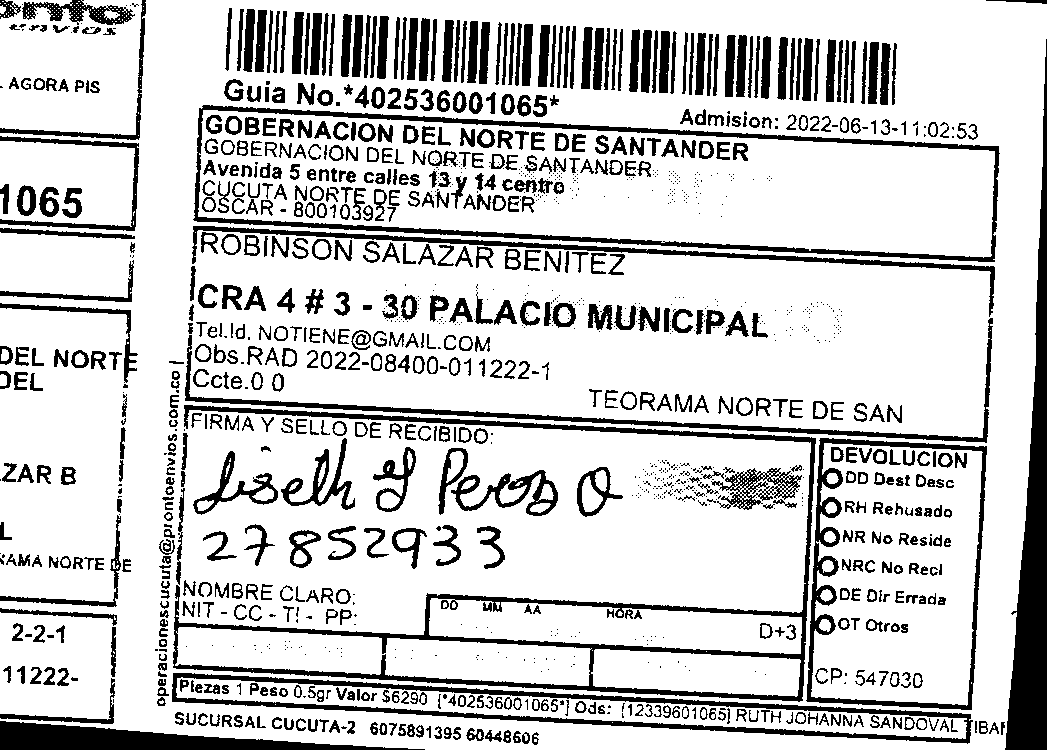 envios
AGORA PIS
1065
DEL NORTE
DEL
ZAR B
L
RAMA NORTE DE
2-2-1
11222-
operacionescucuta@prontoenvios.com.co
Guia No.*402536001065*
Admision: 2022-06-13-11:02:53
GOBERNACION DEL NORTE DE SANTANDER
GOBERNACION DEL NORTE DE SANTANDER
Avenida 5 entre calles 13 y 14 centro
CUCUTA NORTE DE SANTANDER
OSCAR - 800103927
ROBINSON SALAZAR BENITEZ
CRA 4 # 3 - 30 PALACIO MUNICIPAL
Tel.Id. NOTIENE@GMAIL.COM
Obs.RAD 2022-08400-011222-1
Ccte.0 0
TEORAMA NORTE DE SAN
FIRMA Y SELLO DE RECIBIDO:
Liseth Y Perez O
27852933
NOMBRE CLARO:
NIT - CC - TI - PP:
DD MM AA HORA
D+3
DEVOLUCION
DD Dest Desc
RH Rehusado
NR No Reside
NRC No Recl
DE Dir Errada
OT Otros
CP: 547030
Piezas 1 Peso 0.5gr Valor $6290 [*402536001065*] Ods: [12339601065] RUTH JOHANNA SANDOVAL TIBA
SUCURSAL CUCUTA-2 6075891395 60448606